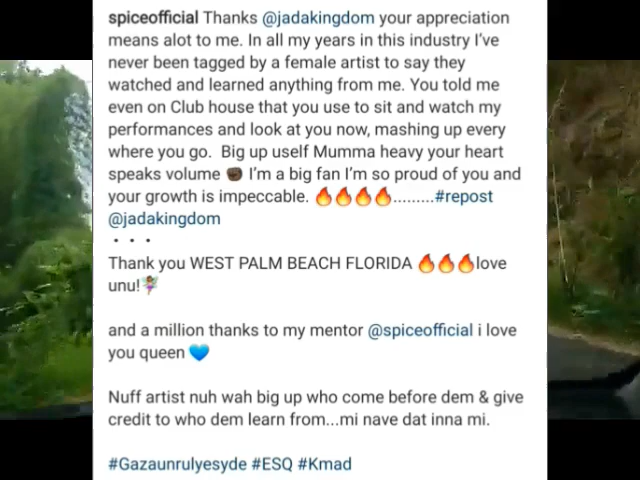 spiceofficial Thanks @jadakingdom your appreciation
means alot to me. In all my years in this industry I've
never been tagged by a female artist to say they
watched and learned anything from me. You told me
even on Club house that you use to sit and watch my
performances and look at you now, mashing up every
where you go. Big up uself Mumma heavy your heart
speaks volume ✊🏿 I'm a big fan I'm so proud of you and
your growth is impeccable. 🔥🔥🔥🔥.........#repost
@jadakingdom
• • •
Thank you WEST PALM BEACH FLORIDA 🔥🔥🔥love
unu!🧚🏾‍♀️
and a million thanks to my mentor @spiceofficial i love
you queen 💙
Nuff artist nuh wah big up who come before dem & give
credit to who dem learn from...mi nave dat inna mi.
#Gazaunrulyesyde #ESQ #Kmad